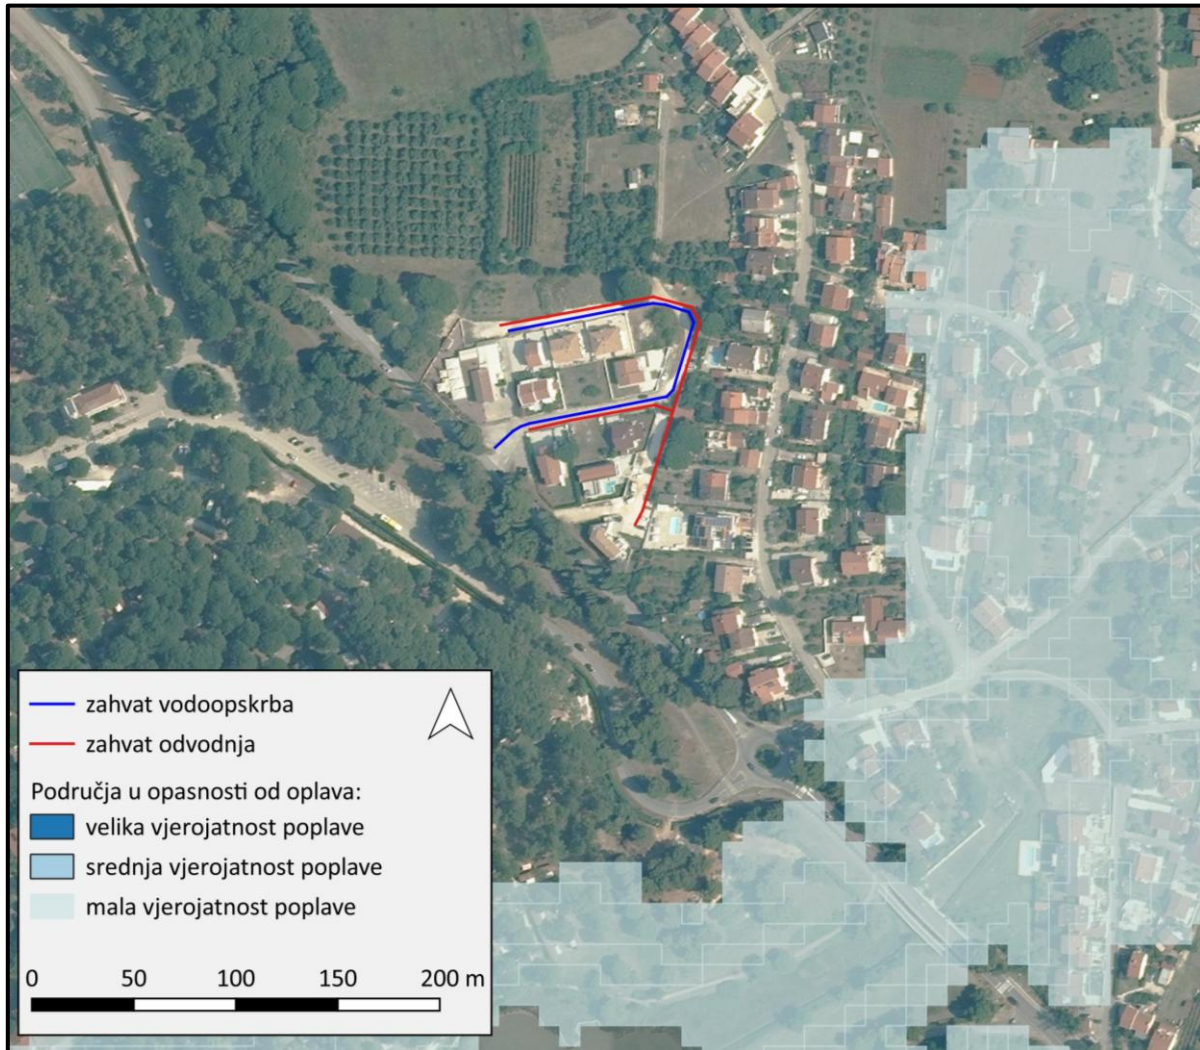 zahvat vodoopskrba
zahvat odvodnja
Područja u opasnosti od oplava:
velika vjerojatnost poplave
srednja vjerojatnost poplave
mala vjerojatnost poplave
0 50 100 150 200 m